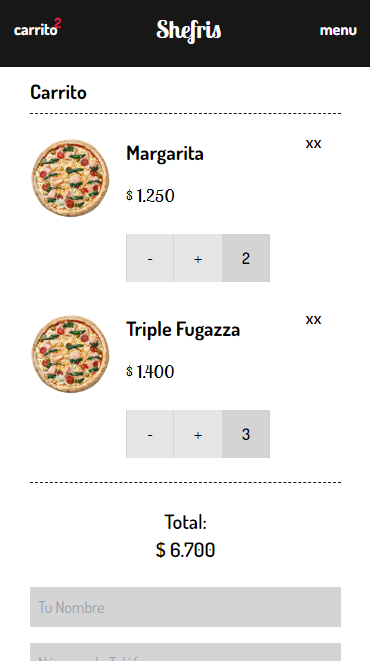 carrito2
Shefris
menu
Carrito
Margarita
xx
$ 1.250
- + 2
Triple Fugazza
xx
$ 1.400
- + 3
Total:
$ 6.700
Tu Nombre